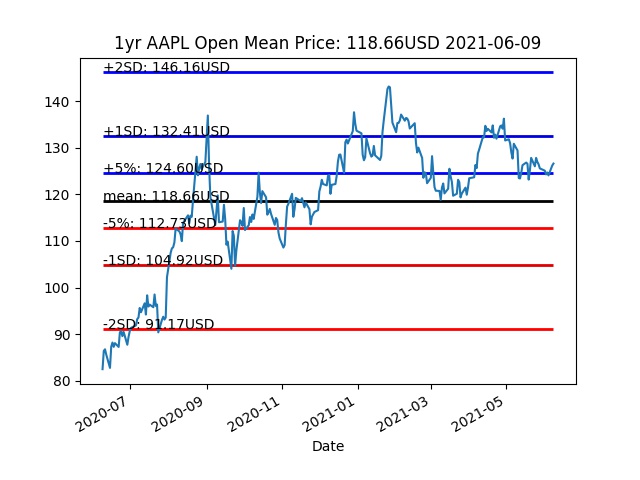 1yr AAPL Open Mean Price: 118.66USD 2021-06-09
+2SD: 146.16USD
140
+1SD: 132.41USD
130
+5%: 124.60USD
120
mean: 118.66USD
-5%: 112.73USD
110
-1SD: 104.92USD
100
90
-2SD: 91.17USD
80
2020-07
2020-09
2020-11
2021-01
2021-03
2021-05
Date